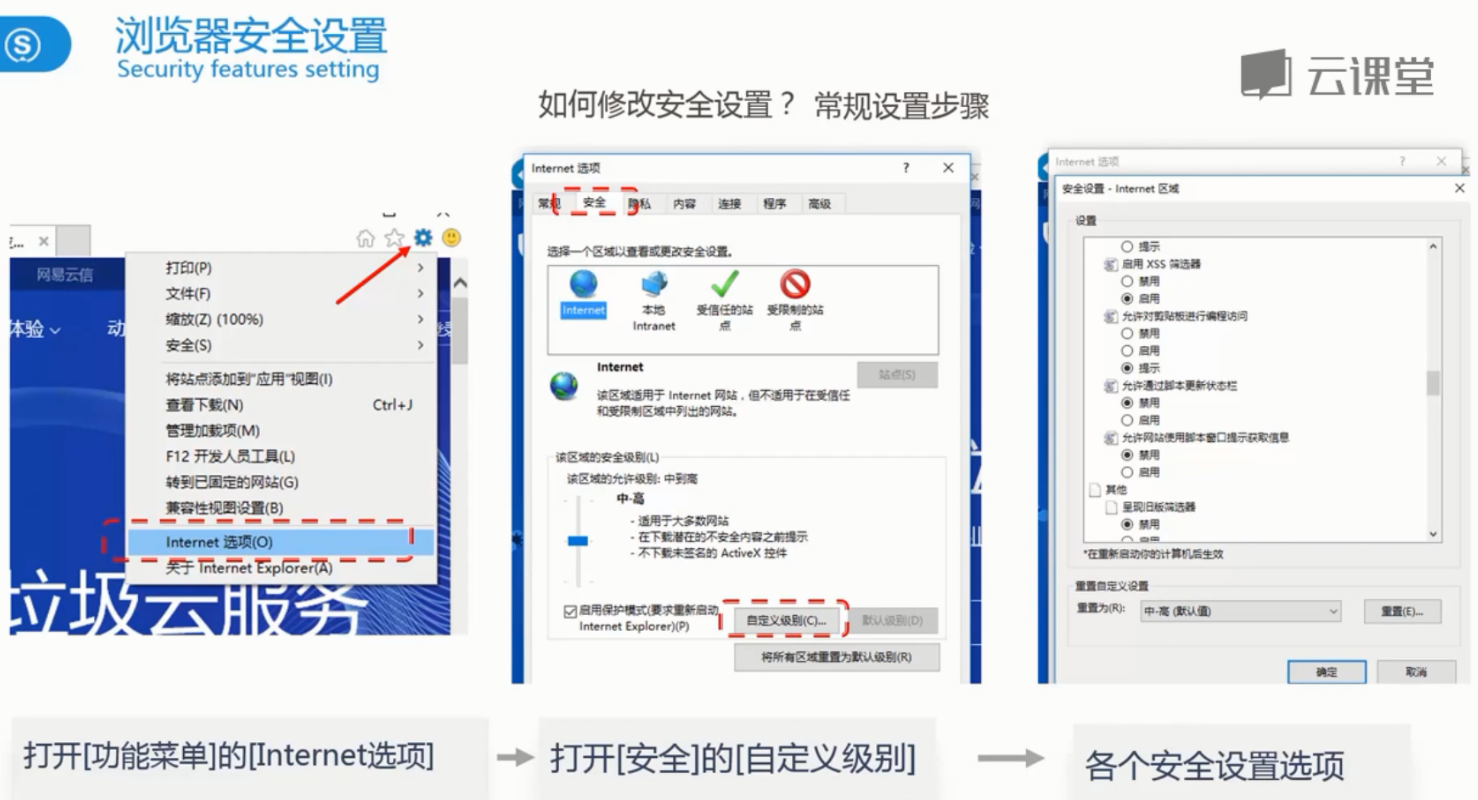 S
浏览器安全设置
Security features setting
云课堂
如何修改安全设置？ 常规设置步骤
网易云信
体验
动
打印(P)
文件(F)
缩放(Z) (100%)
安全(S)
将站点添加到"应用"视图(I)
查看下载(N) Ctrl+J
管理加载项(M)
F12 开发人员工具(L)
转到已固定的网站(G)
兼容性视图设置(B)
Internet 选项(O)
关于 Internet Explorer(A)
垃圾云服务
Internet 选项
常规 安全 隐私 内容 连接 程序 高级
选择一个区域以查看或更改安全设置。
Internet
本地
Intranet
受信任的站
点
受限制的站
点
Internet
站点(S)
该区域适用于 Internet 网站，但不适用于在受信任
和受限制区域中列出的网站。
该区域的安全级别(L)
该区域的允许级别: 中到高
中-高
- 适用于大多数网站
- 在下载潜在的不安全内容之前提示
- 不下载未签名的 ActiveX 控件
启用保护模式(要求重新启动
Internet Explorer)(P)
自定义级别(C)...
默认级别(D)
将所有区域重置为默认级别(R)
Internet 选项
安全设置 - Internet 区域
设置
提示
启用 XSS 筛选器
禁用
启用
允许对剪贴板进行编程访问
禁用
启用
提示
允许通过脚本更新状态栏
禁用
启用
允许网站使用脚本窗口提示获取信息
禁用
启用
其他
呈现旧版筛选器
禁用
*在重新启动你的计算机后生效
重置自定义设置
重置为(R): 中-高 (默认值) 重置(E)...
确定 取消
打开[功能菜单]的[Internet选项]
打开[安全]的[自定义级别]
各个安全设置选项